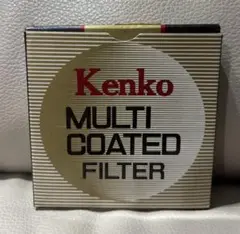 Kenko
MULTI
COATED
FILTER